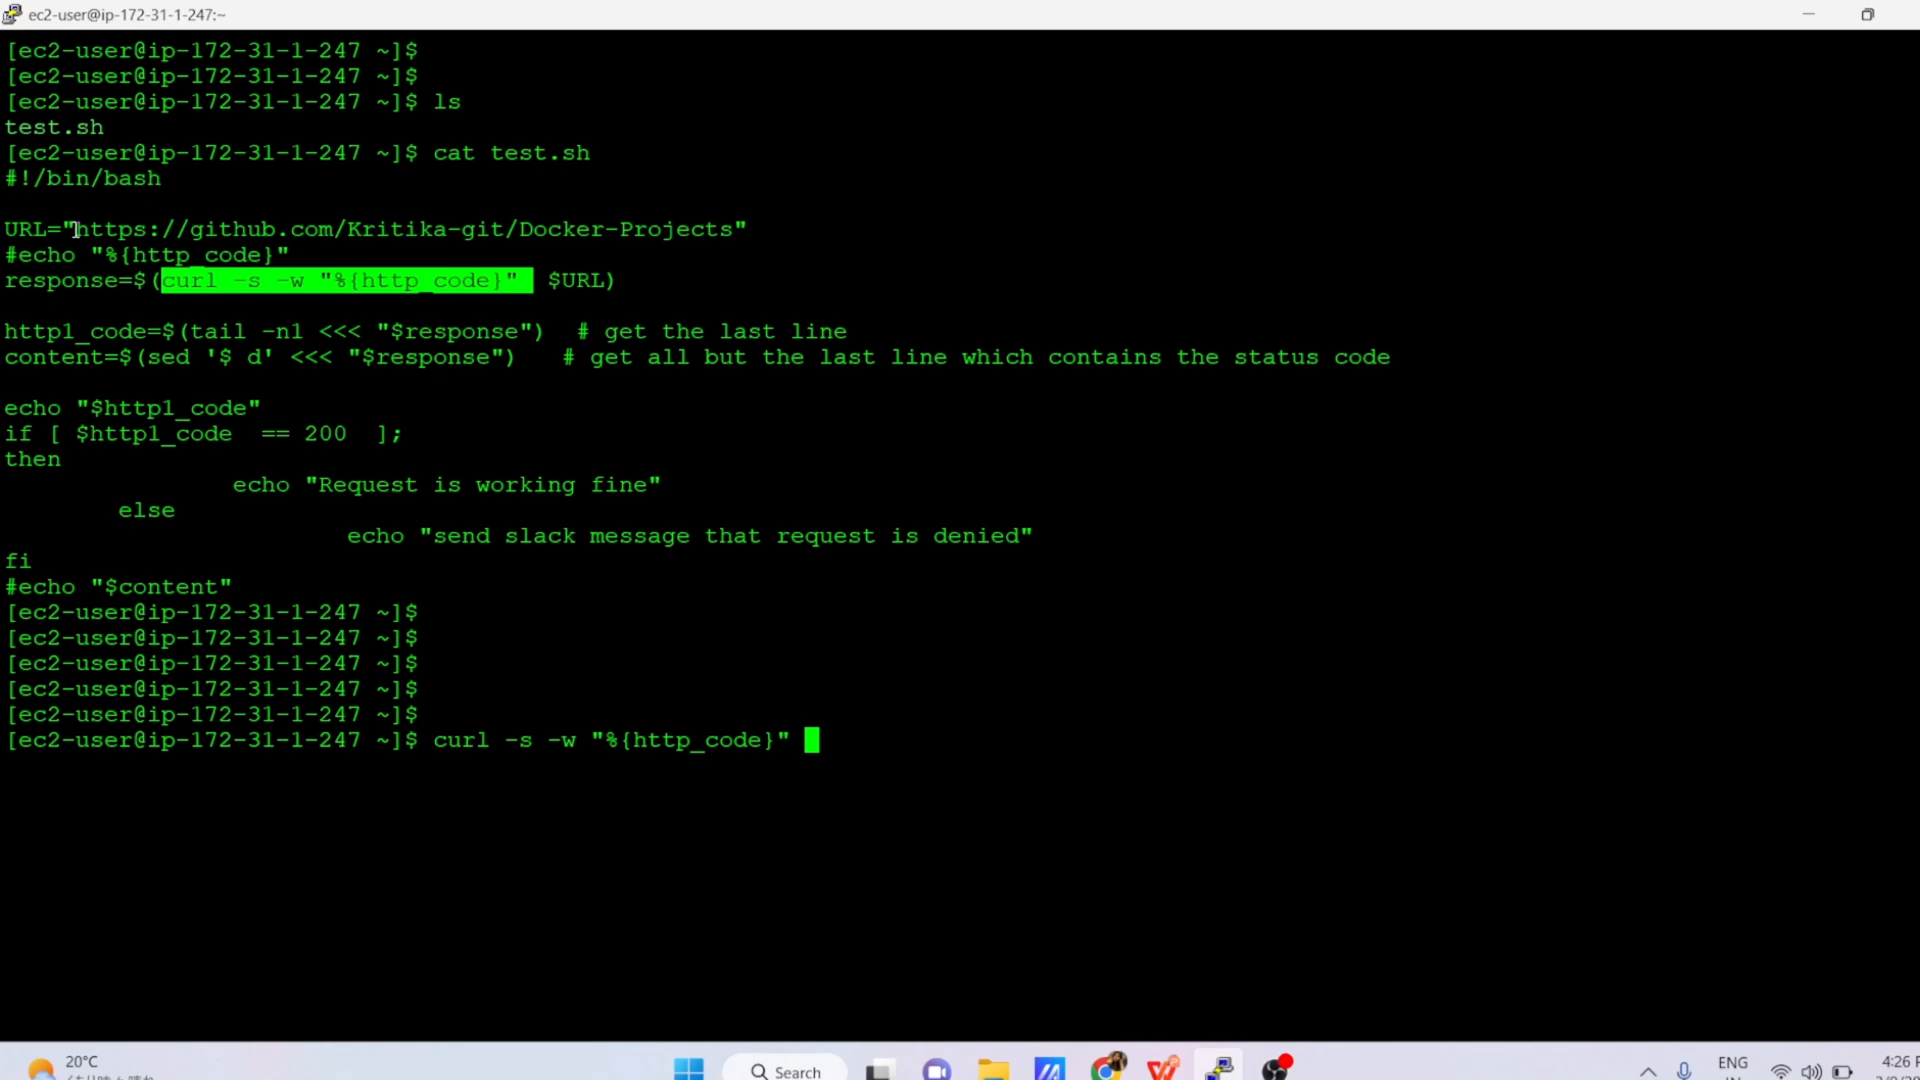 ec2-user@ip-172-31-1-247:~
[ec2-user@ip-172-31-1-247 ~]$
[ec2-user@ip-172-31-1-247 ~]$
[ec2-user@ip-172-31-1-247 ~]$ ls
test.sh
[ec2-user@ip-172-31-1-247 ~]$ cat test.sh
#!/bin/bash
URL="https://github.com/Kritika-git/Docker-Projects"
#echo "%{http_code}"
response=$(curl -s -w "%{http_code}"  $URL)
http1_code=$(tail -n1 <<< "$response")  # get the last line
content=$(sed '$ d' <<< "$response")   # get all but the last line which contains the status code
echo "$http1_code"
if [ $http1_code  == 200  ];
then
echo "Request is working fine"
else
echo "send slack message that request is denied"
fi
#echo "$content"
[ec2-user@ip-172-31-1-247 ~]$
[ec2-user@ip-172-31-1-247 ~]$
[ec2-user@ip-172-31-1-247 ~]$
[ec2-user@ip-172-31-1-247 ~]$
[ec2-user@ip-172-31-1-247 ~]$
[ec2-user@ip-172-31-1-247 ~]$ curl -s -w "%{http_code}"
20°C
Search
ENG
4:26